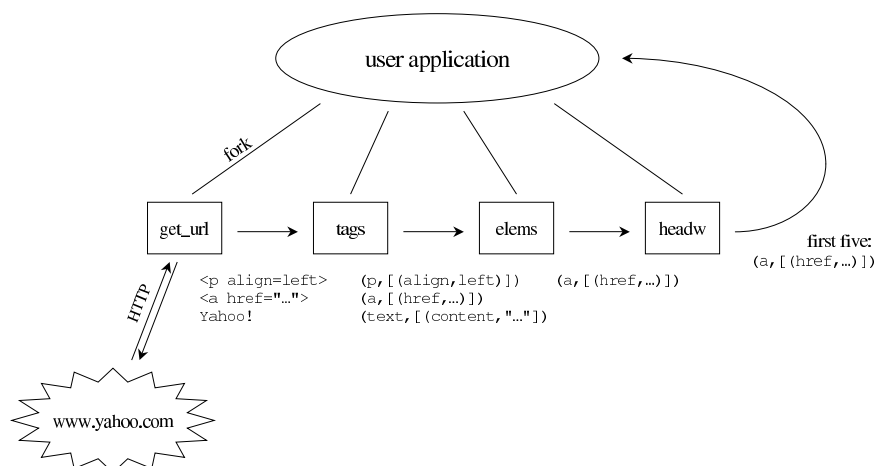 user application
fork
get_url
tags
elems
headw
first five:
(a,[(href,…)])
<p align=left>
<a href="…">
Yahoo!
(p,[(align,left)])
(a,[(href,…)])
(text,[(content,"…"])
(a,[(href,…)])
HTTP
www.yahoo.com